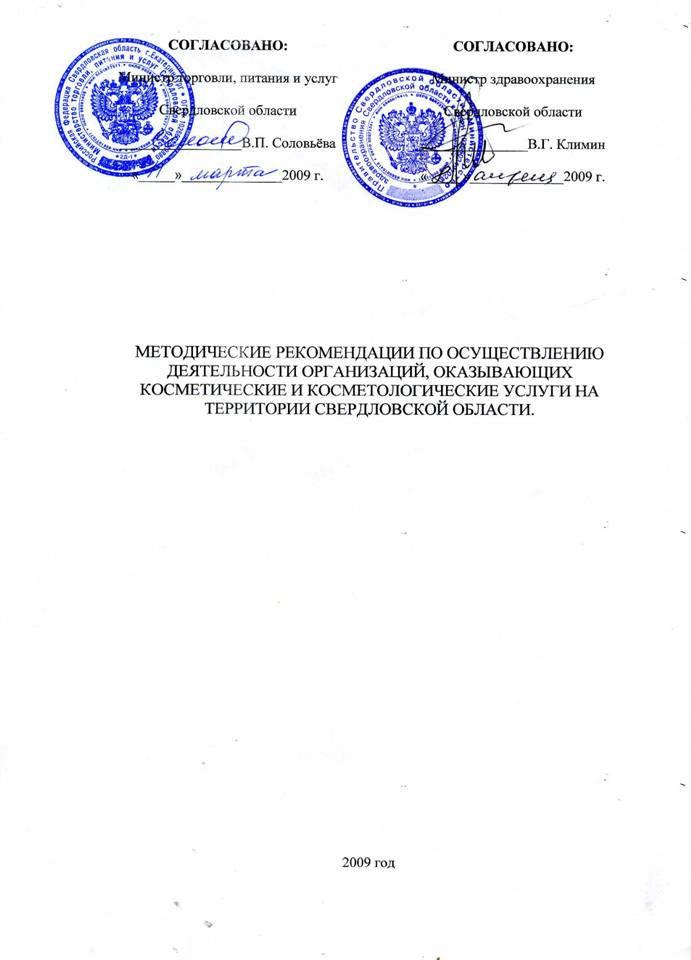 СОГЛАСОВАНО:
Министр торговли, питания и услуг
Свердловской области
В.П. Соловьёва
« » марта 2009 г.
СОГЛАСОВАНО:
Министр здравоохранения
Свердловской области
В.Г. Климин
« » апреля 2009 г.
МЕТОДИЧЕСКИЕ РЕКОМЕНДАЦИИ ПО ОСУЩЕСТВЛЕНИЮ
ДЕЯТЕЛЬНОСТИ ОРГАНИЗАЦИЙ, ОКАЗЫВАЮЩИХ
КОСМЕТИЧЕСКИЕ И КОСМЕТОЛОГИЧЕСКИЕ УСЛУГИ НА
ТЕРРИТОРИИ СВЕРДЛОВСКОЙ ОБЛАСТИ.
2009 год